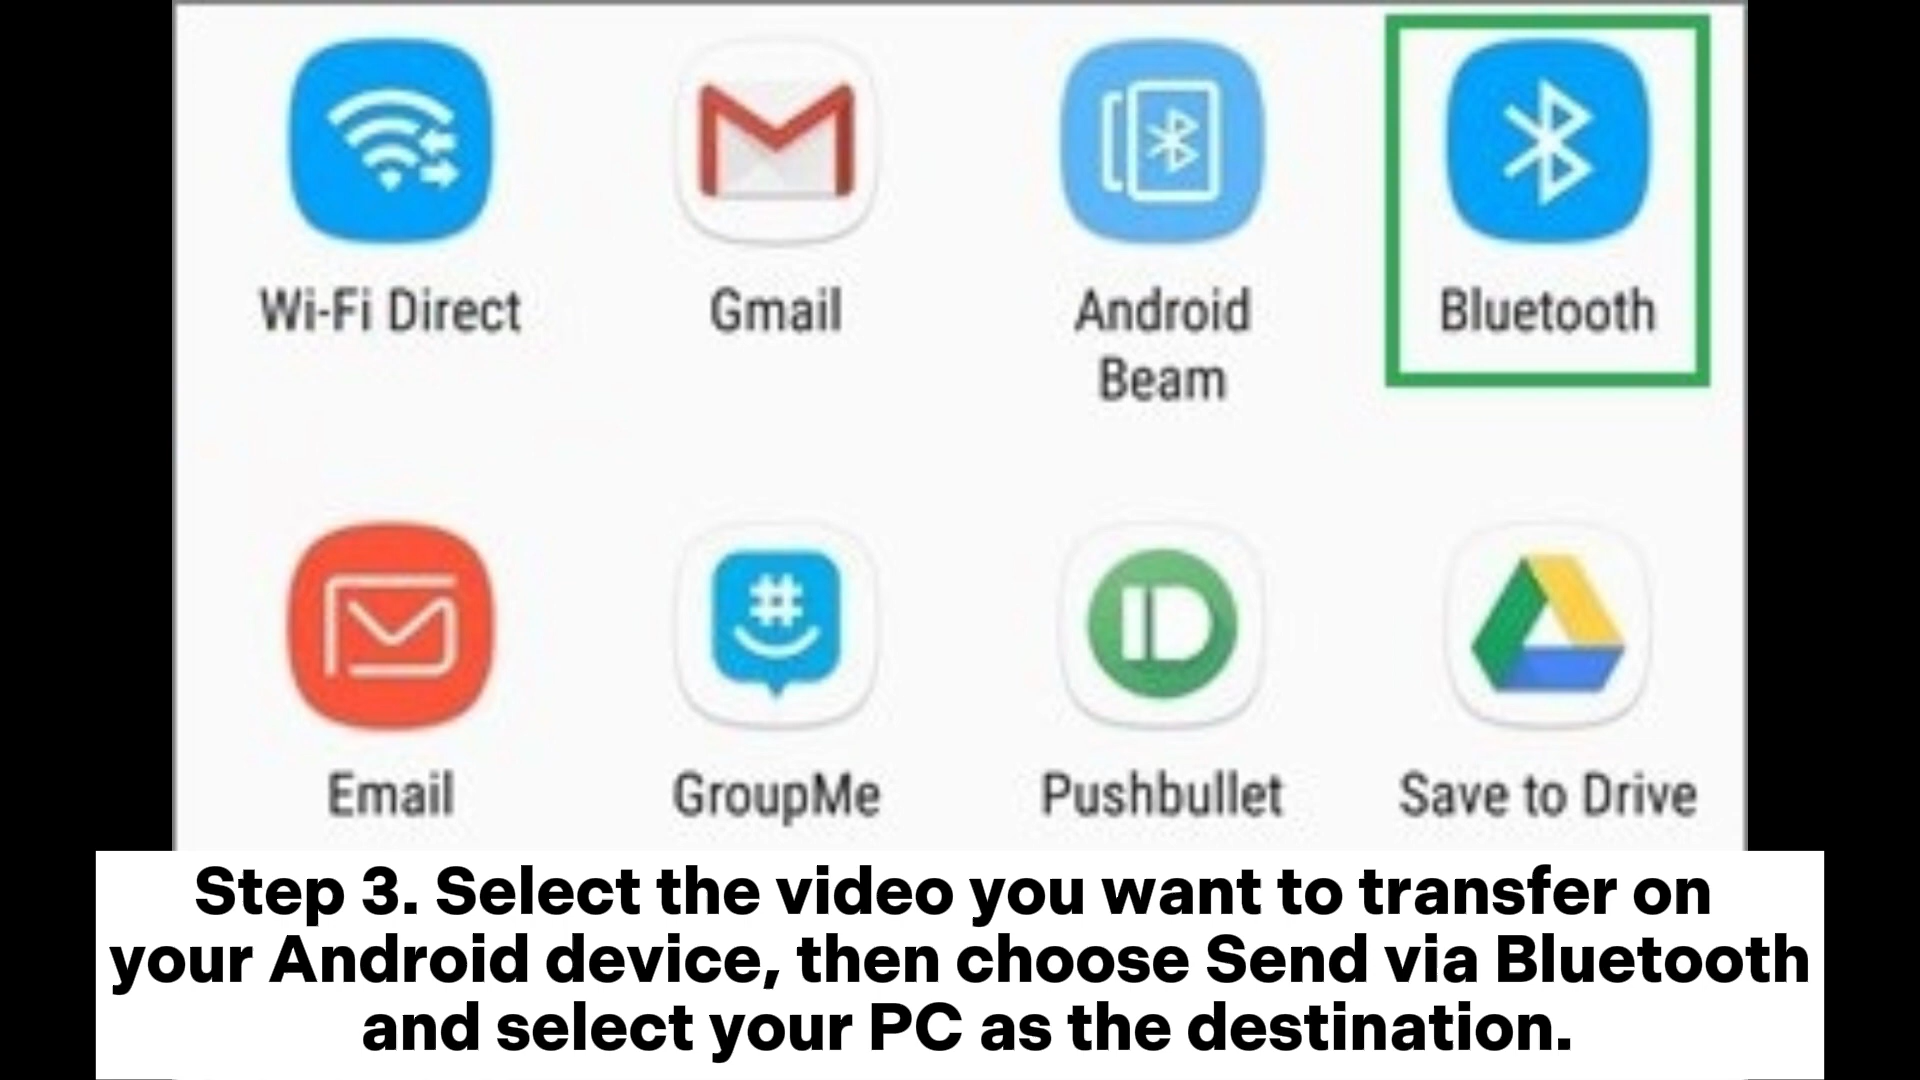 Wi-Fi Direct
Gmail
Android
Beam
Bluetooth
Email
GroupMe
Pushbullet
Save to Drive
Step 3. Select the video you want to transfer on
your Android device, then choose Send via Bluetooth
and select your PC as the destination.